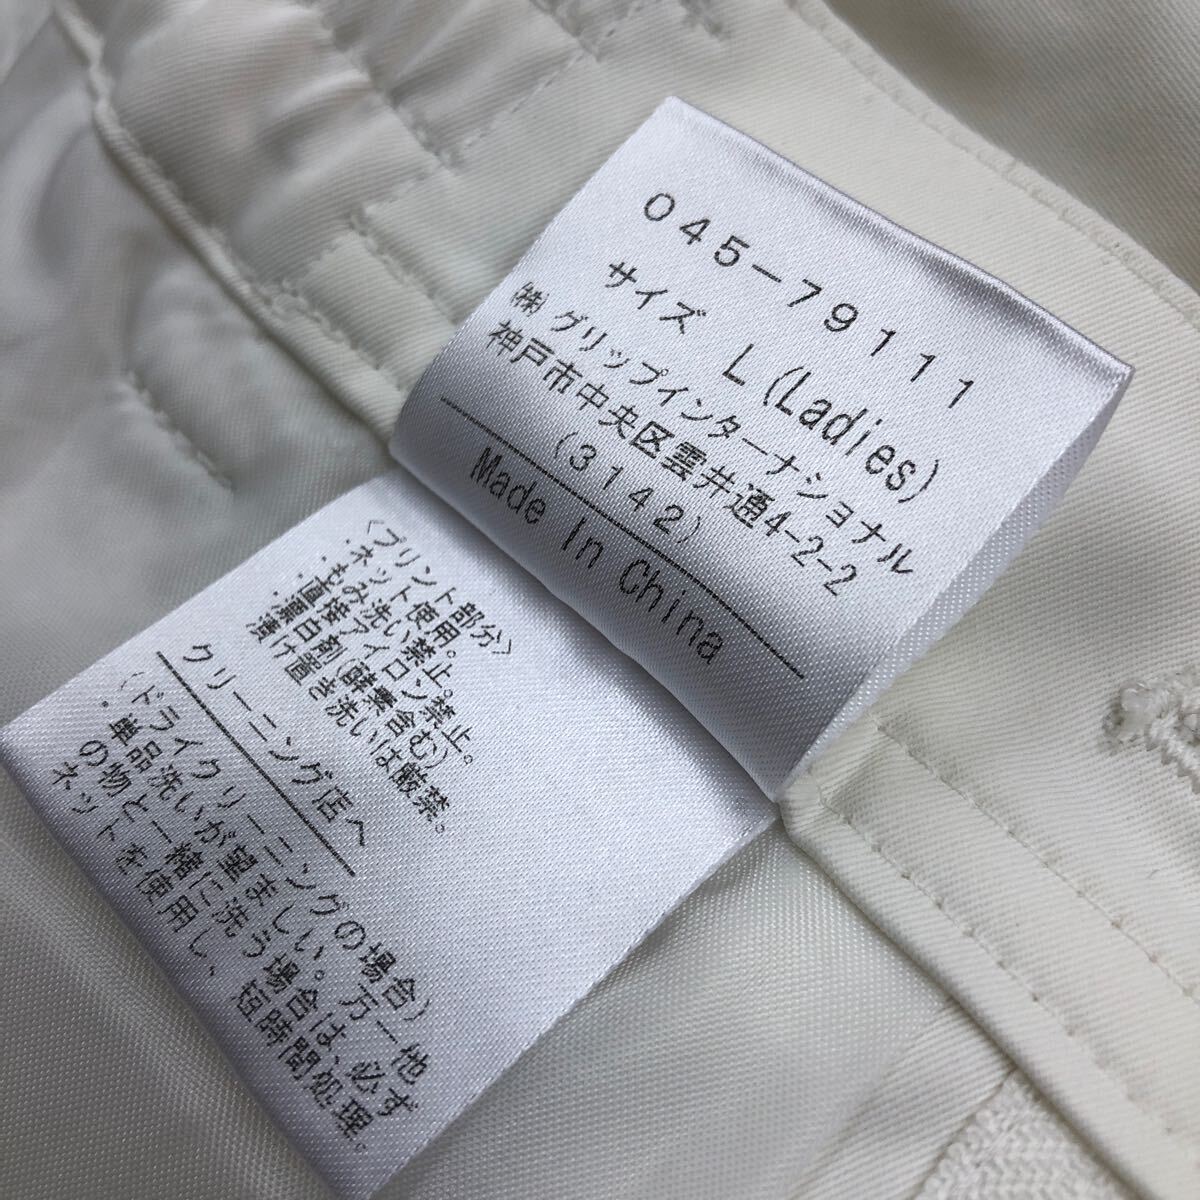 045-79111
サイズ L(Ladies)
㈱グリップインターナショナル
神戸市中央区雲井通4-2-2
(3142)
Made In China
〈プリント部分〉
ネット使用。
・もみ洗い禁止。
・直接アイロン禁止。
・漂白剤(酵素含む)
漬け置き洗いは厳禁。
クリーニング店へ
(ドライクリーニングの場合)
・単品洗いが望ましい。万一他
の物と一緒に洗う場合は、必ず
ネットを使用し、短時間処理。